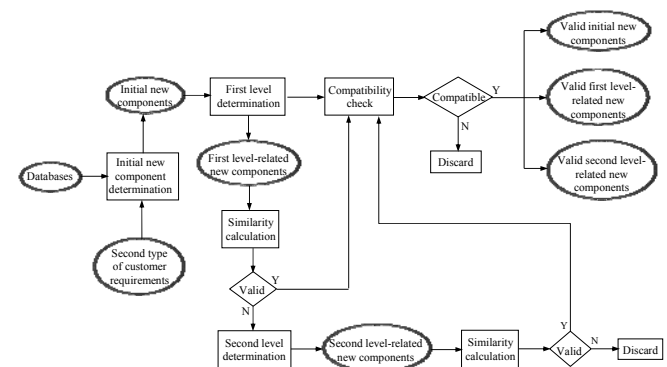 Valid initial new
components
Initial new
components
First level
determination
Compatibility
check
Compatible
Y
Valid first level-
related new
components
N
Discard
First level-related
new components
Databases
Initial new
component
determination
Valid second level-
related new
components
Similarity
calculation
Second type
of customer
requirements
Valid
Y
N
Second level
determination
Second level-related
new components
Similarity
calculation
Y
Valid
N
Discard